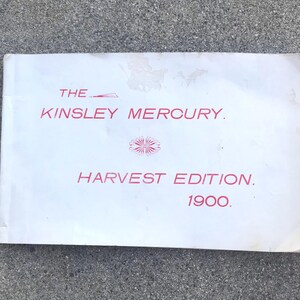 THE
KINSLEY MERCURY.
HARVEST EDITION.
1900.